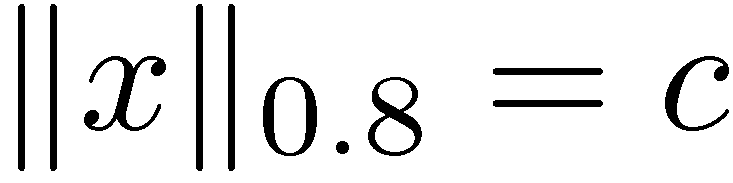 ‖x‖₀.₈ = c